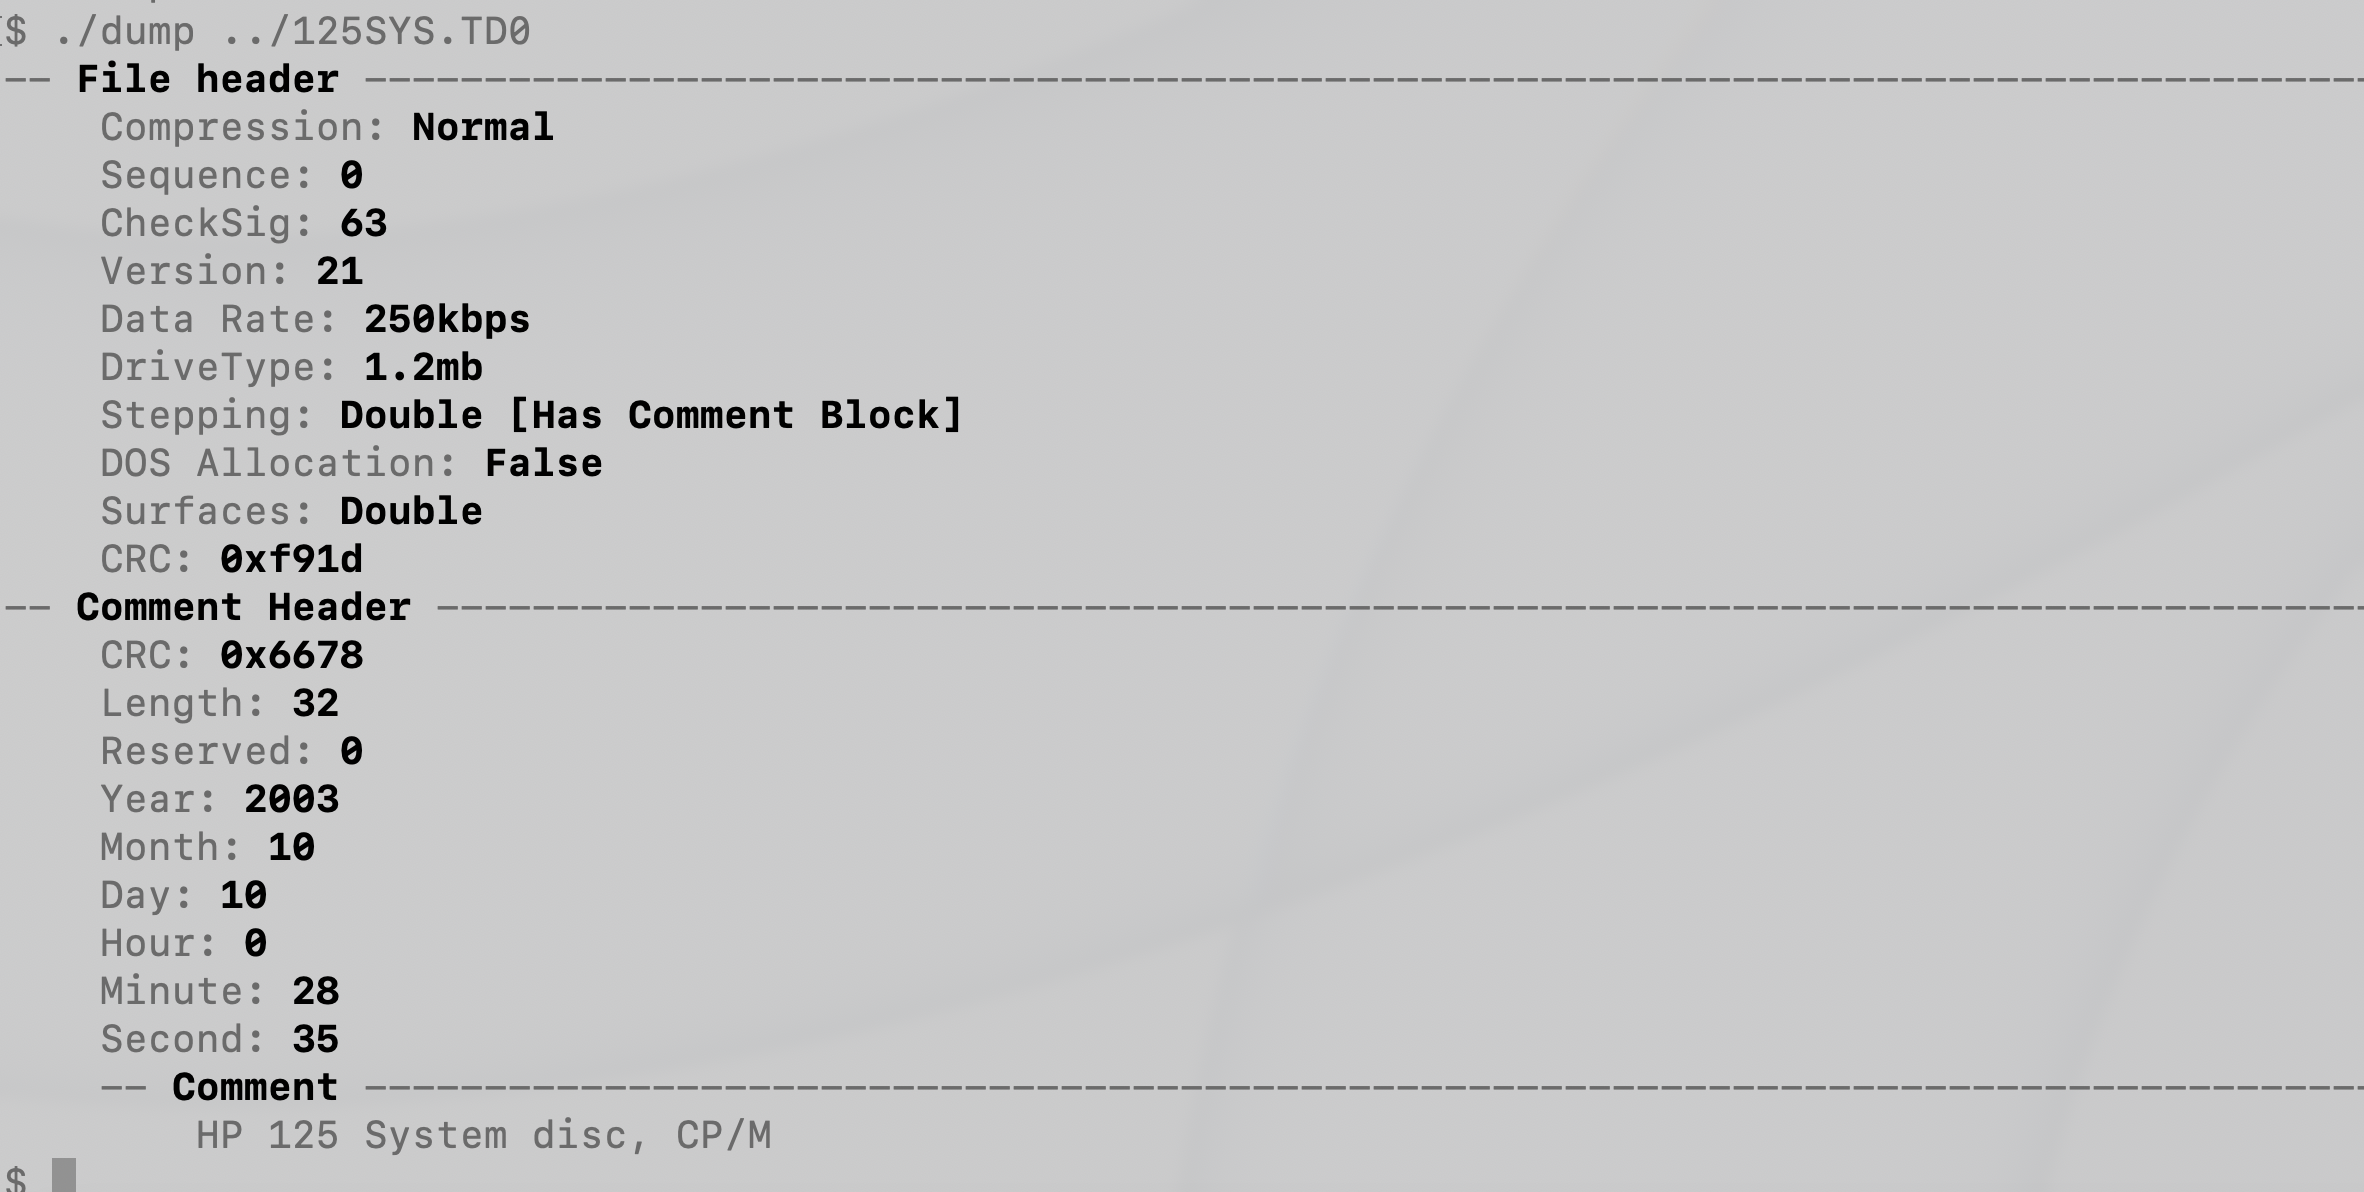 $ ./dump ../125SYS.TD0
-- File header --------------------------------------------------------------------------------
Compression: Normal
Sequence: 0
CheckSig: 63
Version: 21
Data Rate: 250kbps
DriveType: 1.2mb
Stepping: Double [Has Comment Block]
DOS Allocation: False
Surfaces: Double
CRC: 0xf91d
-- Comment Header --------------------------------------------------------------------------------
CRC: 0x6678
Length: 32
Reserved: 0
Year: 2003
Month: 10
Day: 10
Hour: 0
Minute: 28
Second: 35
-- Comment --------------------------------------------------------------------------------
HP 125 System disc, CP/M
$